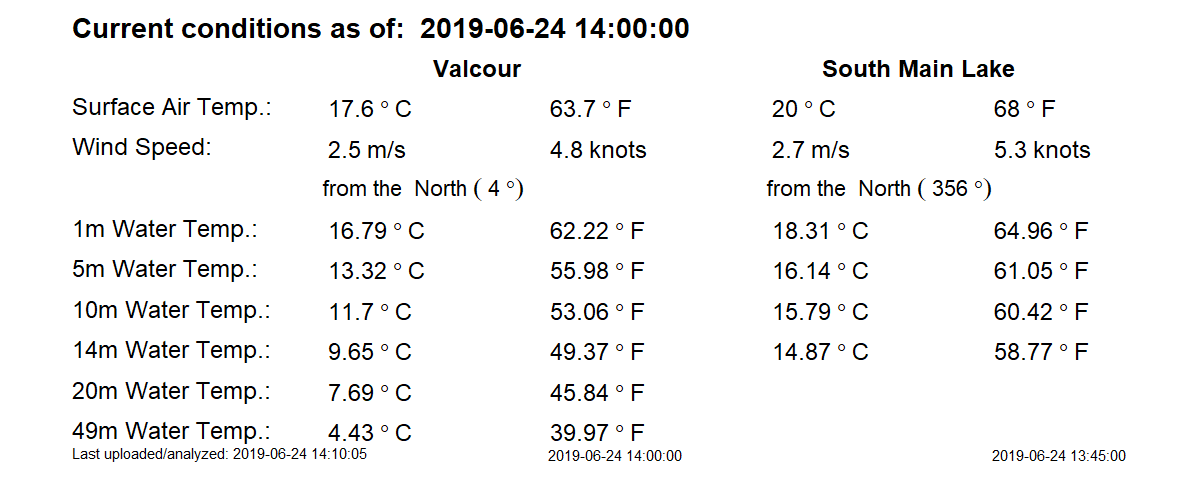 Current conditions as of: 2019-06-24 14:00:00
Valcour South Main Lake
Surface Air Temp.: 17.6 ° C 63.7 ° F 20 ° C 68 ° F
Wind Speed: 2.5 m/s 4.8 knots 2.7 m/s 5.3 knots
from the North ( 4 °) from the North ( 356 °)
1m Water Temp.: 16.79 ° C 62.22 ° F 18.31 ° C 64.96 ° F
5m Water Temp.: 13.32 ° C 55.98 ° F 16.14 ° C 61.05 ° F
10m Water Temp.: 11.7 ° C 53.06 ° F 15.79 ° C 60.42 ° F
14m Water Temp.: 9.65 ° C 49.37 ° F 14.87 ° C 58.77 ° F
20m Water Temp.: 7.69 ° C 45.84 ° F
49m Water Temp.: 4.43 ° C 39.97 ° F
Last uploaded/analyzed: 2019-06-24 14:10:05 2019-06-24 14:00:00 2019-06-24 13:45:00